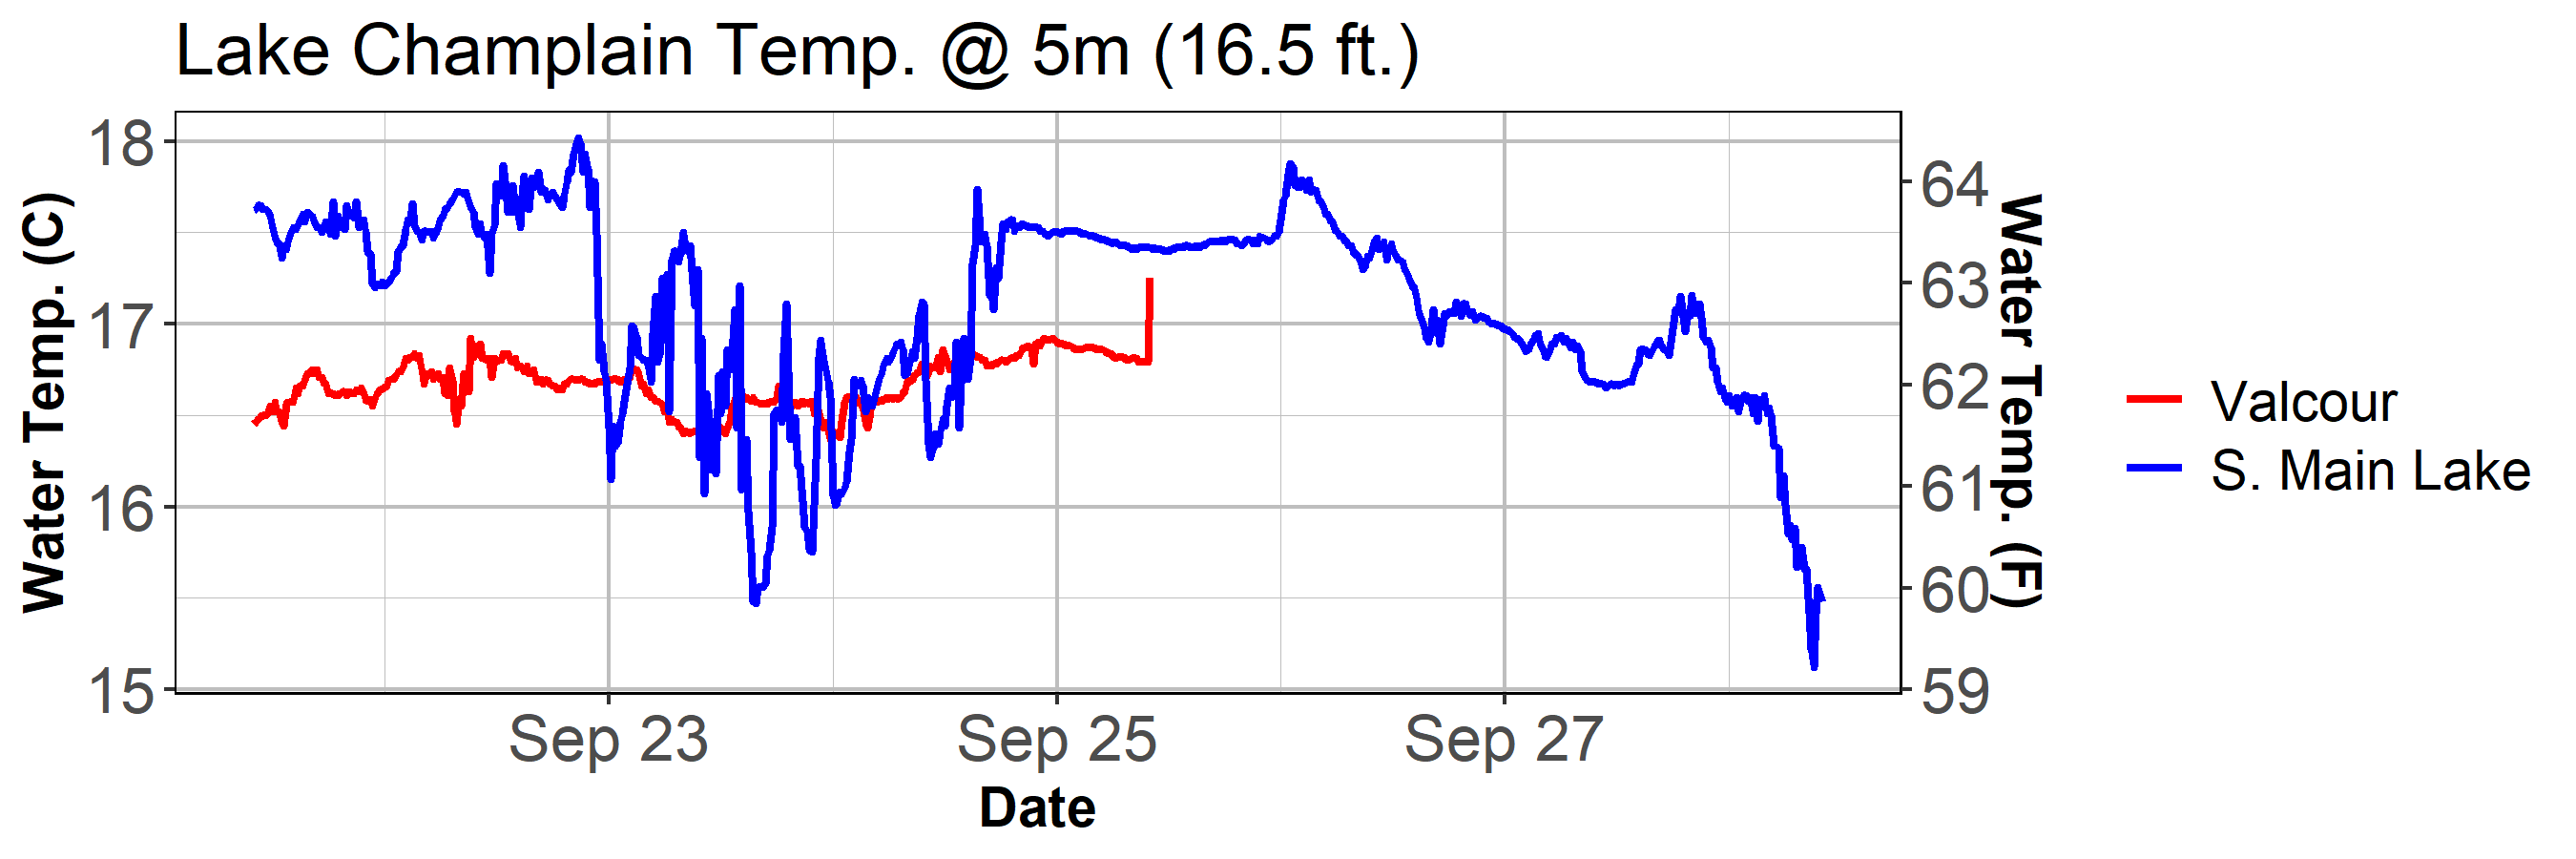 Lake Champlain Temp. @ 5m (16.5 ft.)
Water Temp. (C)
18
17
16
15
64
63
62
61
60
59
Water Temp. (F)
Sep 23
Sep 25
Sep 27
Date
Valcour
S. Main Lake